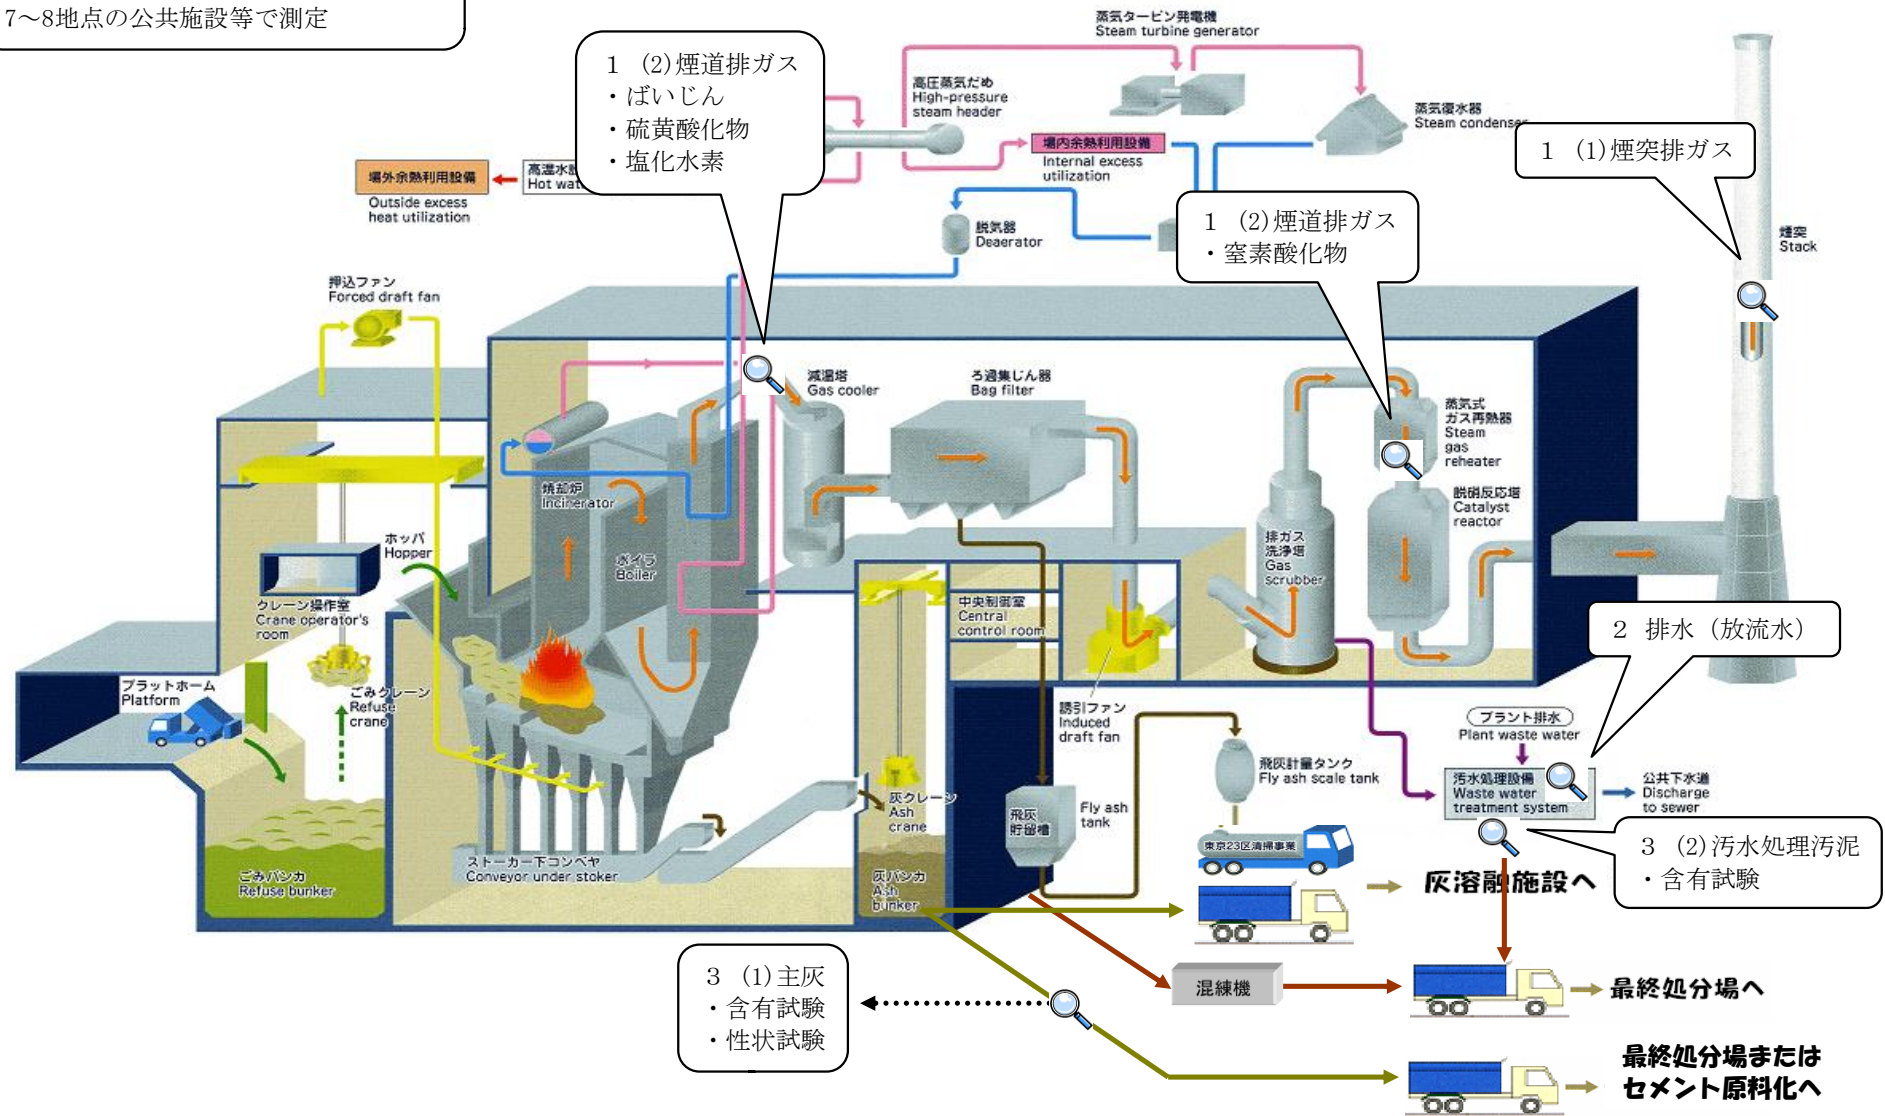 7～8地点の公共施設等で測定
蒸気タービン発電機
Steam turbine generator
1 (2)煙道排ガス
・ばいじん
・硫黄酸化物
・塩化水素
高圧蒸気だめ
High-pressure
steam header
蒸気復水器
Steam condenser
1 (1)煙突排ガス
場内余熱利用設備
Internal excess
utilization
場外余熱利用設備
Outside excess
heat utilization
高温水
Hot wat
脱気器
Deaerator
1 (2)煙道排ガス
・窒素酸化物
煙突
Stack
押込ファン
Forced draft fan
減温塔
Gas cooler
ろ過集じん器
Bag filter
蒸気式
ガス再熱器
Steam
gas
reheater
焼却炉
Incinerator
脱硝反応塔
Catalyst
reactor
ホッパ
Hopper
ボイラ
Boiler
排ガス
洗浄塔
Gas
scrubber
クレーン操作室
Crane operator's
room
中央制御室
Central
control room
2 排水（放流水）
プラットホーム
Platform
ごみクレーン
Refuse
crane
誘引ファン
Induced
draft fan
プラント排水
Plant waste water
飛灰計量タンク
Fly ash scale tank
汚水処理設備
Waste water
treatment system
公共下水道
Discharge
to sewer
灰クレーン
Ash
crane
飛灰
貯留槽
Fly ash
tank
東京23区清掃事業
3 (2)汚水処理汚泥
・含有試験
ストーカー下コンベヤ
Conveyor under stoker
ごみバンカ
Refuse bunker
灰バンカ
Ash
bunker
灰溶融施設へ
3 (1)主灰
・含有試験
・性状試験
混練機
最終処分場へ
最終処分場または
セメント原料化へ